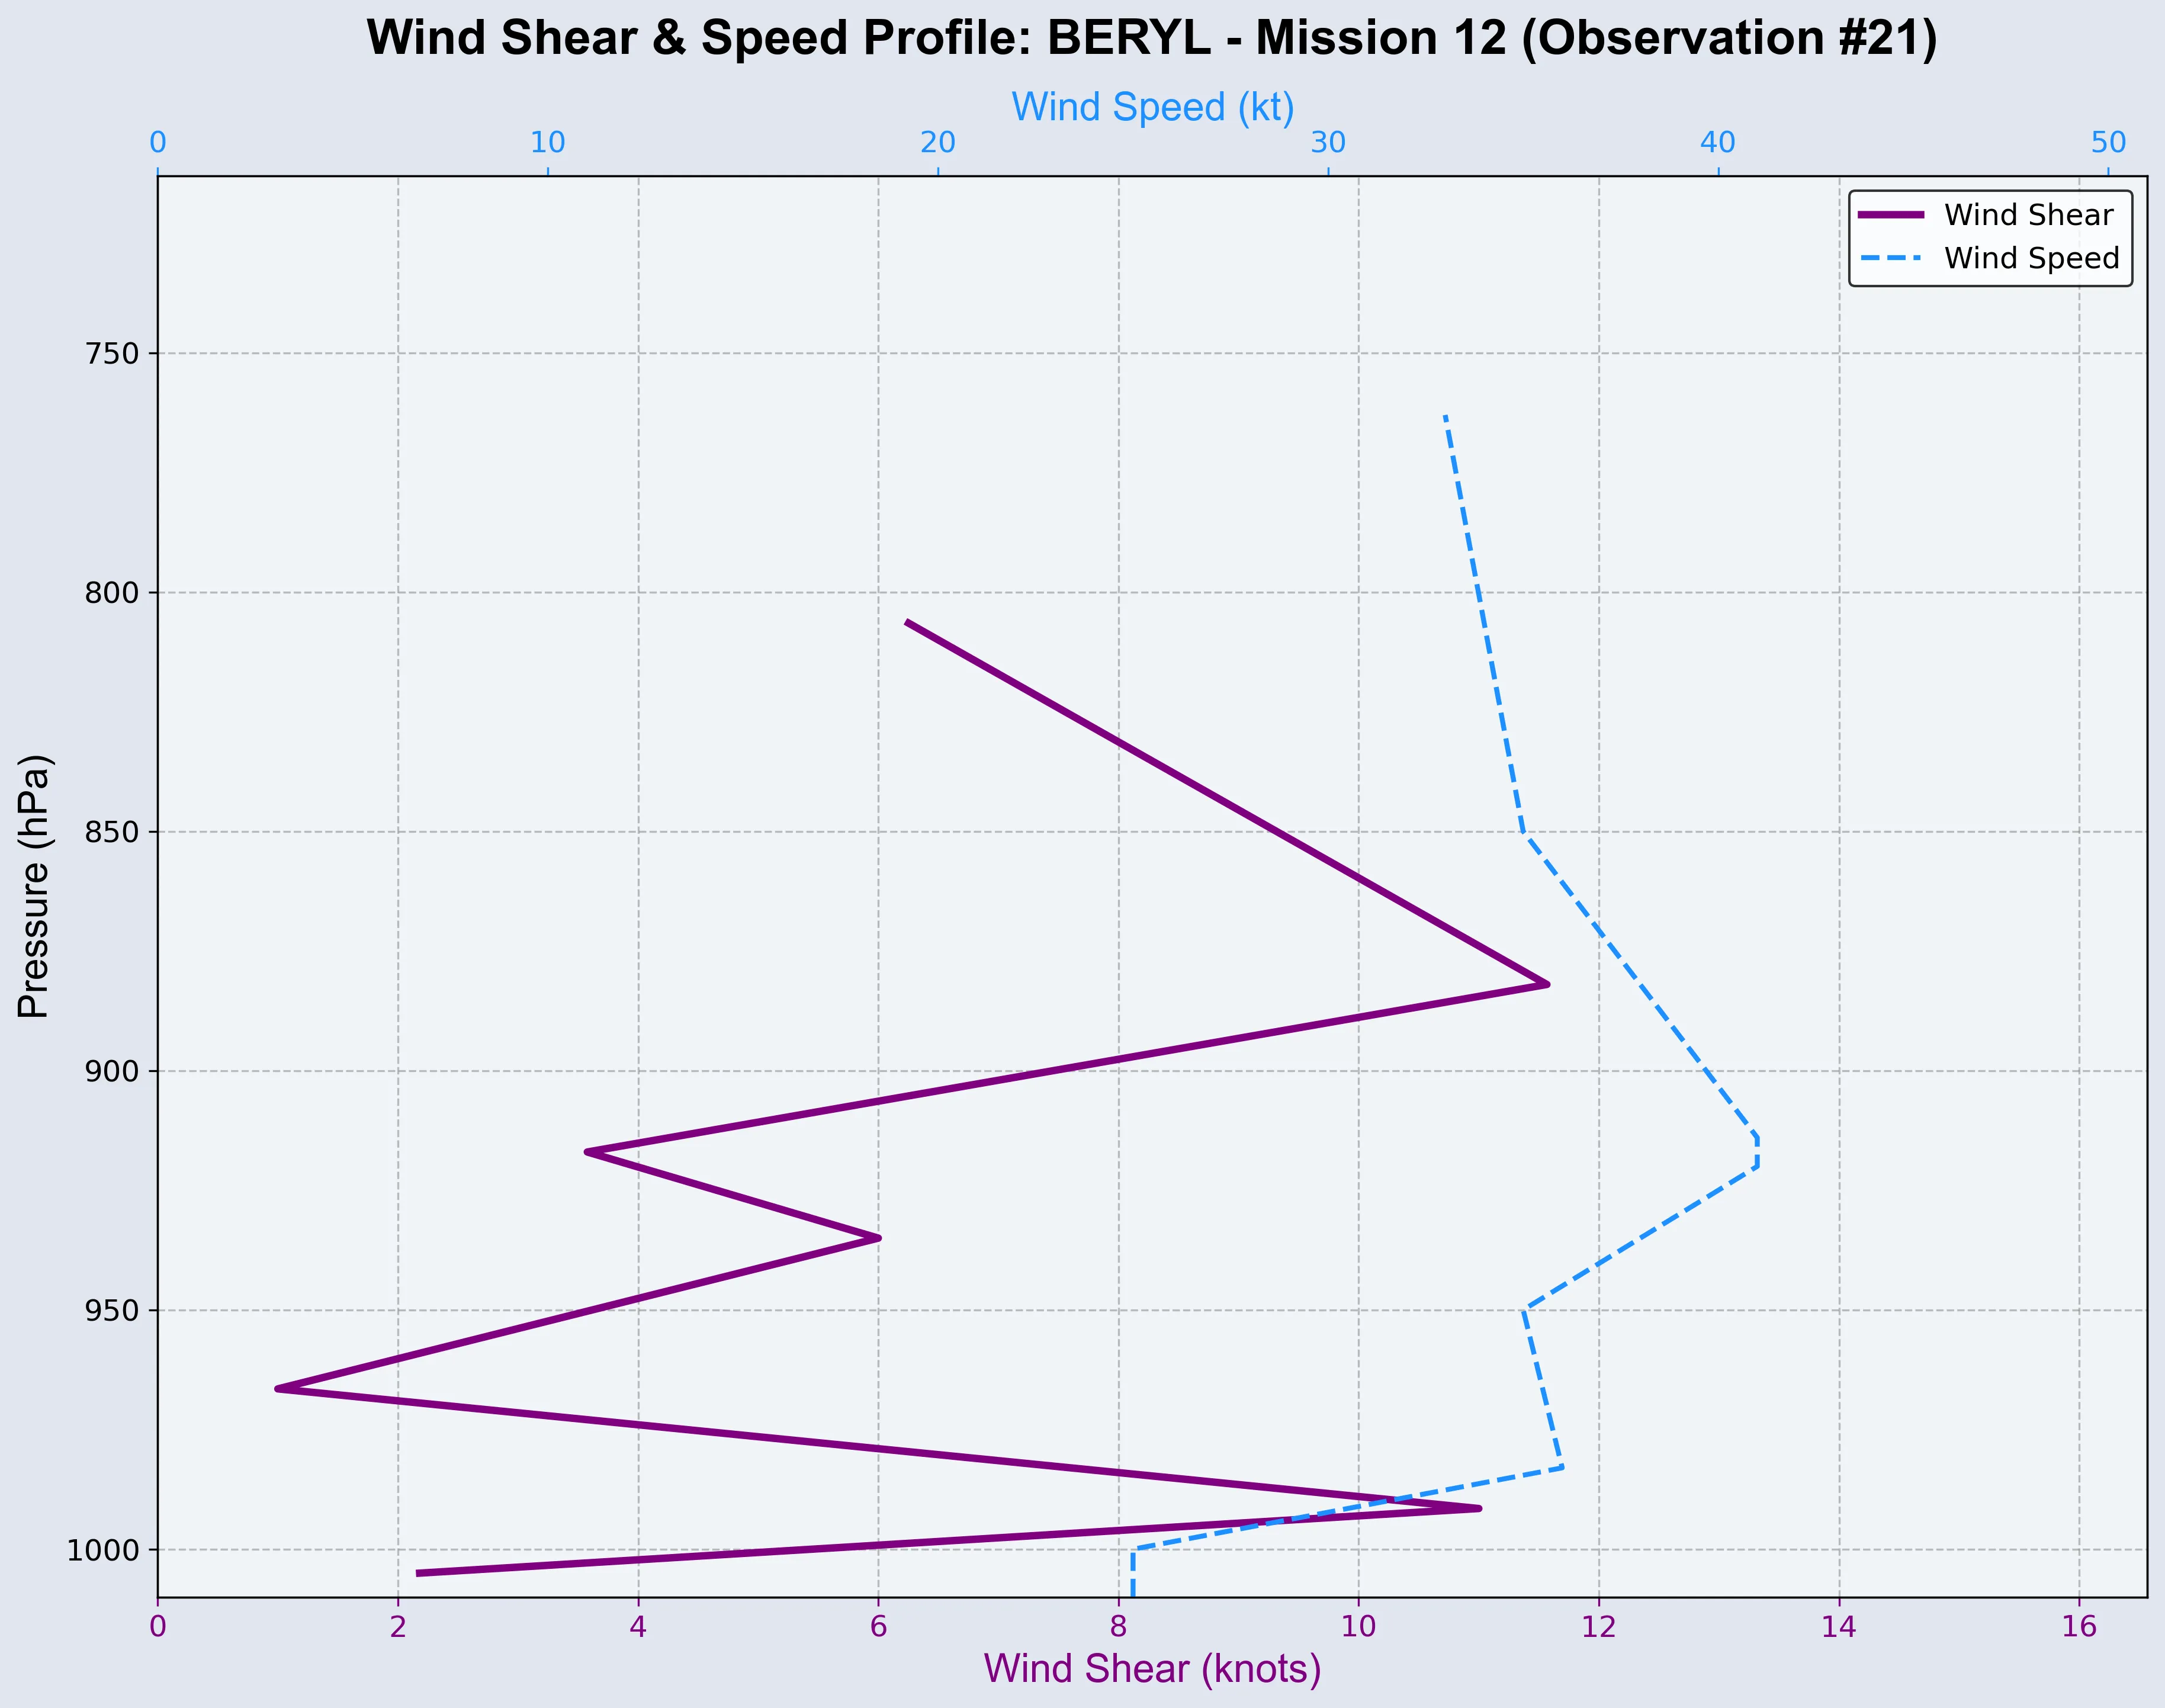 Wind Shear & Speed Profile: BERYL - Mission 12 (Observation #21)
Wind Speed (kt)
0 10 20 30 40 50
Wind Shear
Wind Speed
750
800
850
900
950
1000
Pressure (hPa)
0 2 4 6 8 10 12 14 16
Wind Shear (knots)